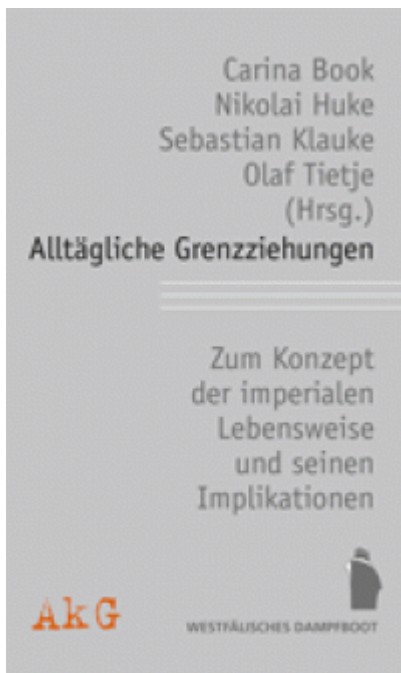 Carina Book
Nikolai Huke
Sebastian Klauke
Olaf Tietje
(Hrsg.)
Alltägliche Grenzziehungen
Zum Konzept
der imperialen
Lebensweise
und seinen
Implikationen
AkG
WESTFÄLISCHES DAMPFBOOT